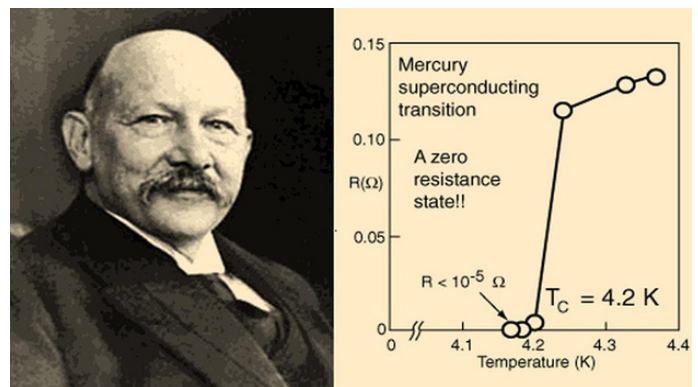 0.15
Mercury
superconducting
transition
0.10
A zero
R(Ω) resistance
state!!
0.05
R < 10⁻⁵ Ω
T_C = 4.2 K
0
0 4.1 4.2 4.3 4.4
Temperature (K)